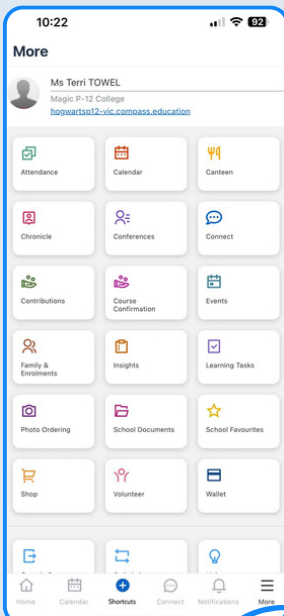 10:22
92
More
Ms Terri TOWEL
Magic P-12 College
hogwartsp12-vic.compass.education
Attendance
Calendar
Canteen
Chronicle
Conferences
Connect
Contributions
Course
Confirmation
Events
Family &
Enrolments
Insights
Learning Tasks
Photo Ordering
School Documents
School Favourites
Shop
Volunteer
Wallet
Home
Calendar
Shortcuts
Connect
Notifications
More